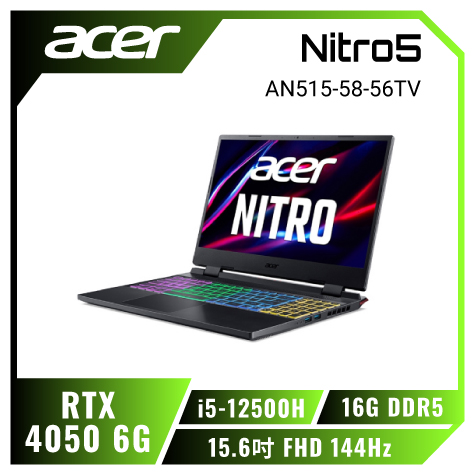 acer
Nitro5
AN515-58-56TV
acer
NITRO
acer
RTX
4050 6G
i5-12500H
16G DDR5
15.6吋 FHD 144Hz